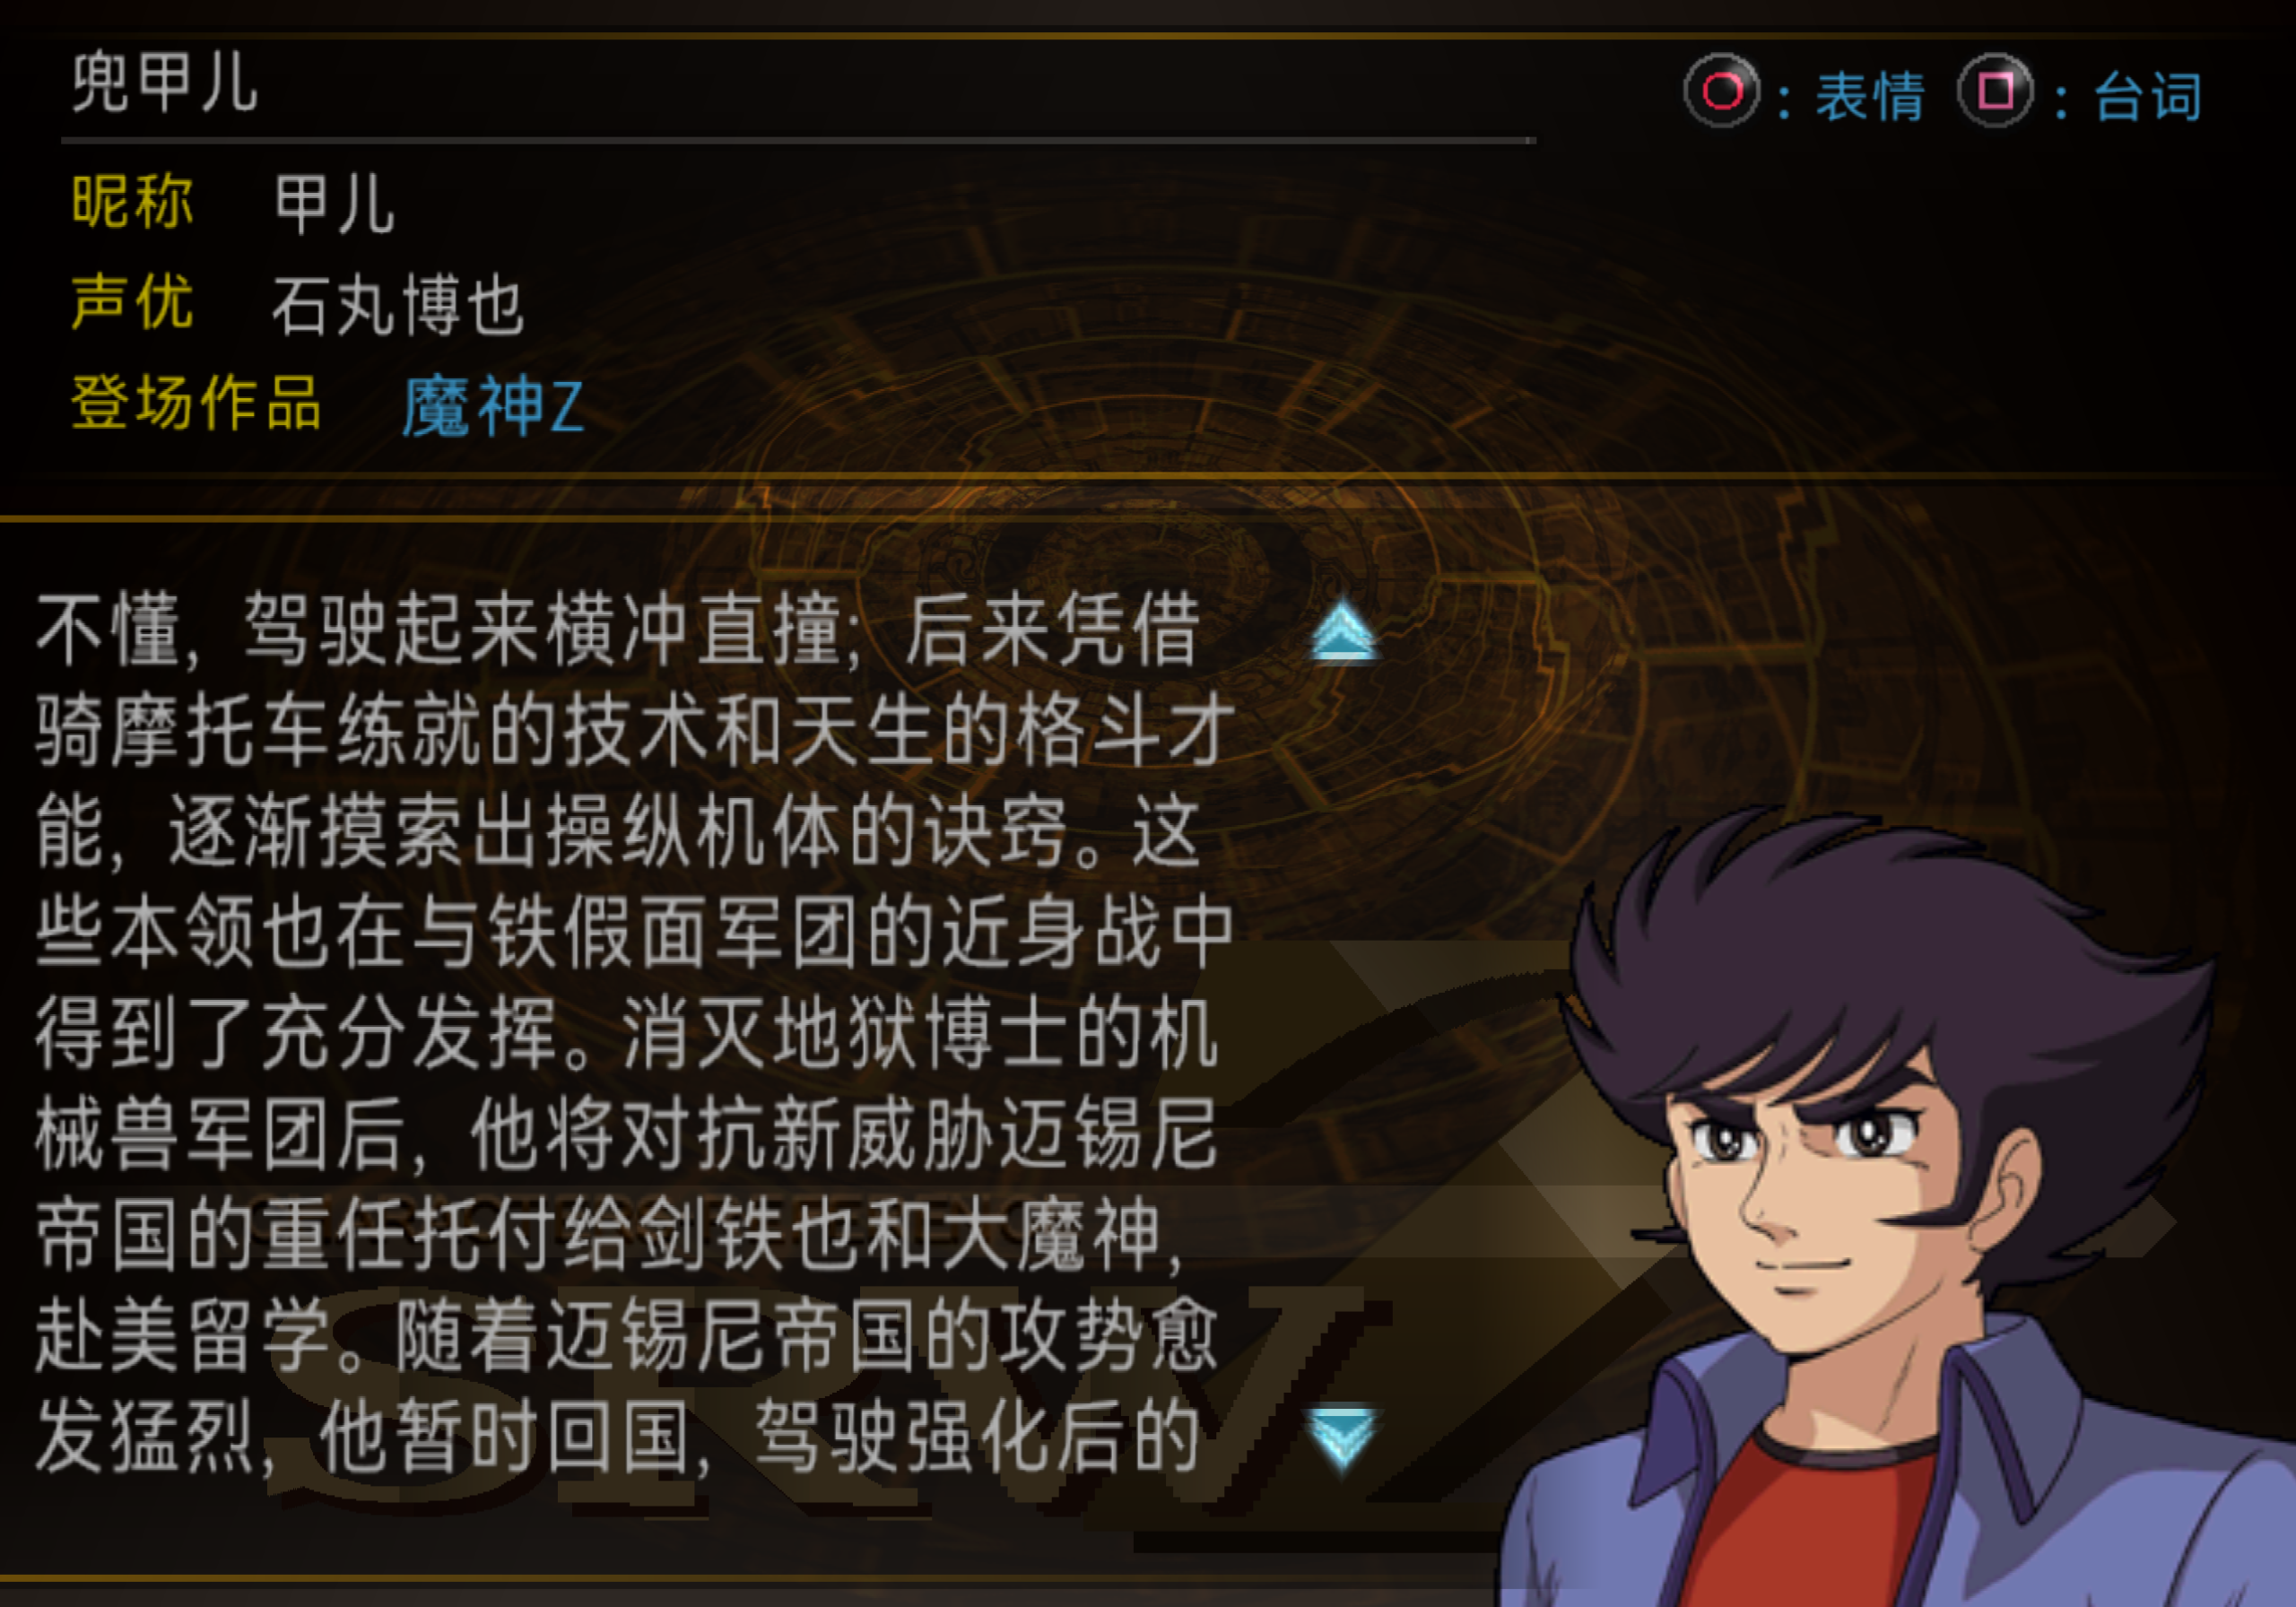 兜甲儿
：表情 ：台词
昵称 甲儿
声优 石丸博也
登场作品 魔神Z
不懂，驾驶起来横冲直撞；后来凭借
骑摩托车练就的技术和天生的格斗才
能，逐渐摸索出操纵机体的诀窍。这
些本领也在与铁假面军团的近身战中
得到了充分发挥。消灭地狱博士的机
械兽军团后，他将对抗新威胁迈锡尼
帝国的重任托付给剑铁也和大魔神，
赴美留学。随着迈锡尼帝国的攻势愈
发猛烈，他暂时回国，驾驶强化后的
SRWZ